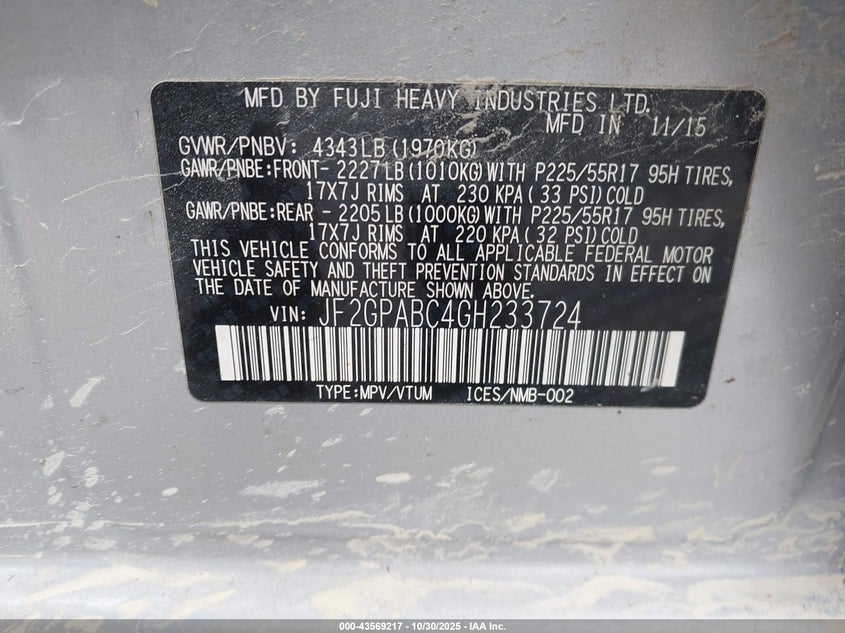 MFD BY FUJI HEAVY INDUSTRIES LTD.
MFD IN 11/15
GVWR/PNBV: 4343LB(1970KG)
GAWR/PNBE:FRONT- 2227LB(1010KG)WITH P225/55R17 95H TIRES,
17X7J RIMS AT 230 KPA(33 PSI)COLD
GAWR/PNBE:REAR - 2205LB(1000KG)WITH P225/55R17 95H TIRES,
17X7J RIMS AT 220 KPA(32 PSI)COLD
THIS VEHICLE CONFORMS TO ALL APPLICABLE FEDERAL MOTOR
VEHICLE SAFETY AND THEFT PREVENTION STANDARDS IN EFFECT ON
THE DATE OF MANUFACTURE SHOWN ABOVE.
VIN: JF2GPABC4GH233724
TYPE:MPV/VTUM ICES/NMB-002
000-43569217 - 10/30/2025 - IAA Inc.